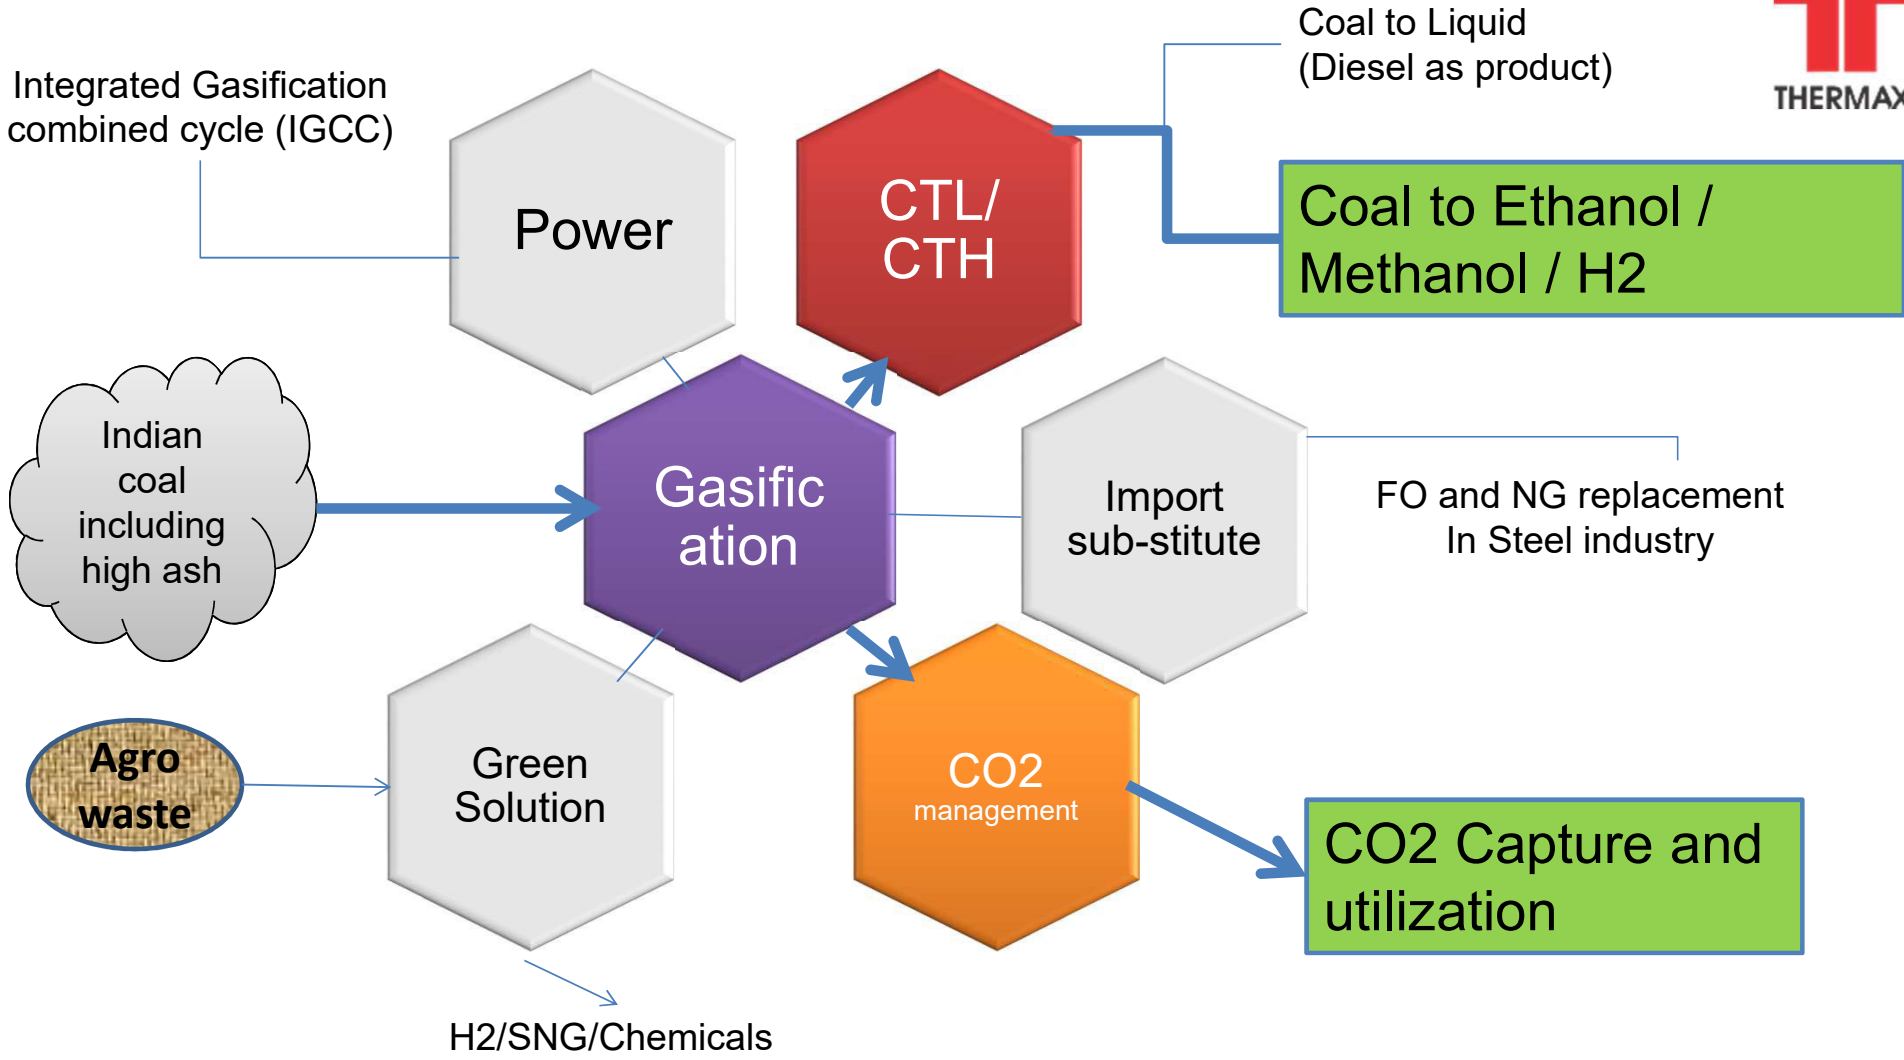 Coal to Liquid
(Diesel as product)
THERMAX
Integrated Gasification
combined cycle (IGCC)
Power
CTL/
CTH
Coal to Ethanol /
Methanol / H2
Indian
coal
including
high ash
Gasific
ation
Import
sub-stitute
FO and NG replacement
In Steel industry
Agro
waste
Green
Solution
CO2
management
CO2 Capture and
utilization
H2/SNG/Chemicals